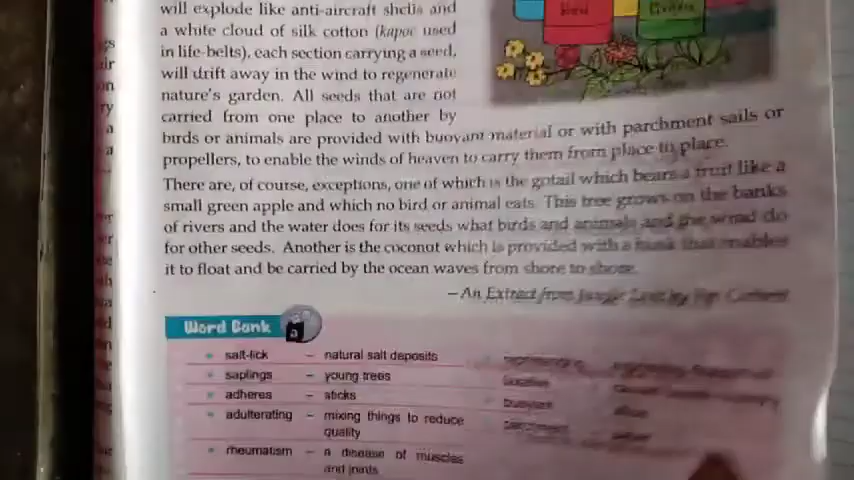 will explode like anti-aircraft shells and
a white cloud of silk cotton (kapoc used
in life-belts), each section carrying a seed,
will drift away in the wind to regenerate
nature's garden. All seeds that are not
carried from one place to another by
birds or animals are provided with buoyant material or with parchment sails or
propellers, to enable the winds of heaven to carry them from place to place.
There are, of course, exceptions, one of which is the gotail which bears a fruit like a
small green apple and which no bird or animal eats. This tree grows on the banks
of rivers and the water does for its seeds what birds and animals and the wind do
for other seeds. Another is the coconut which is provided with a husk that enables
it to float and be carried by the ocean waves from shore to shore.
– An Extract from Jungle
Word Bank
salt-lick – natural salt deposits
saplings – young trees
adheres – sticks
adulterating – mixing things to reduce
quality
rheumatism – a disease of muscles
and joints